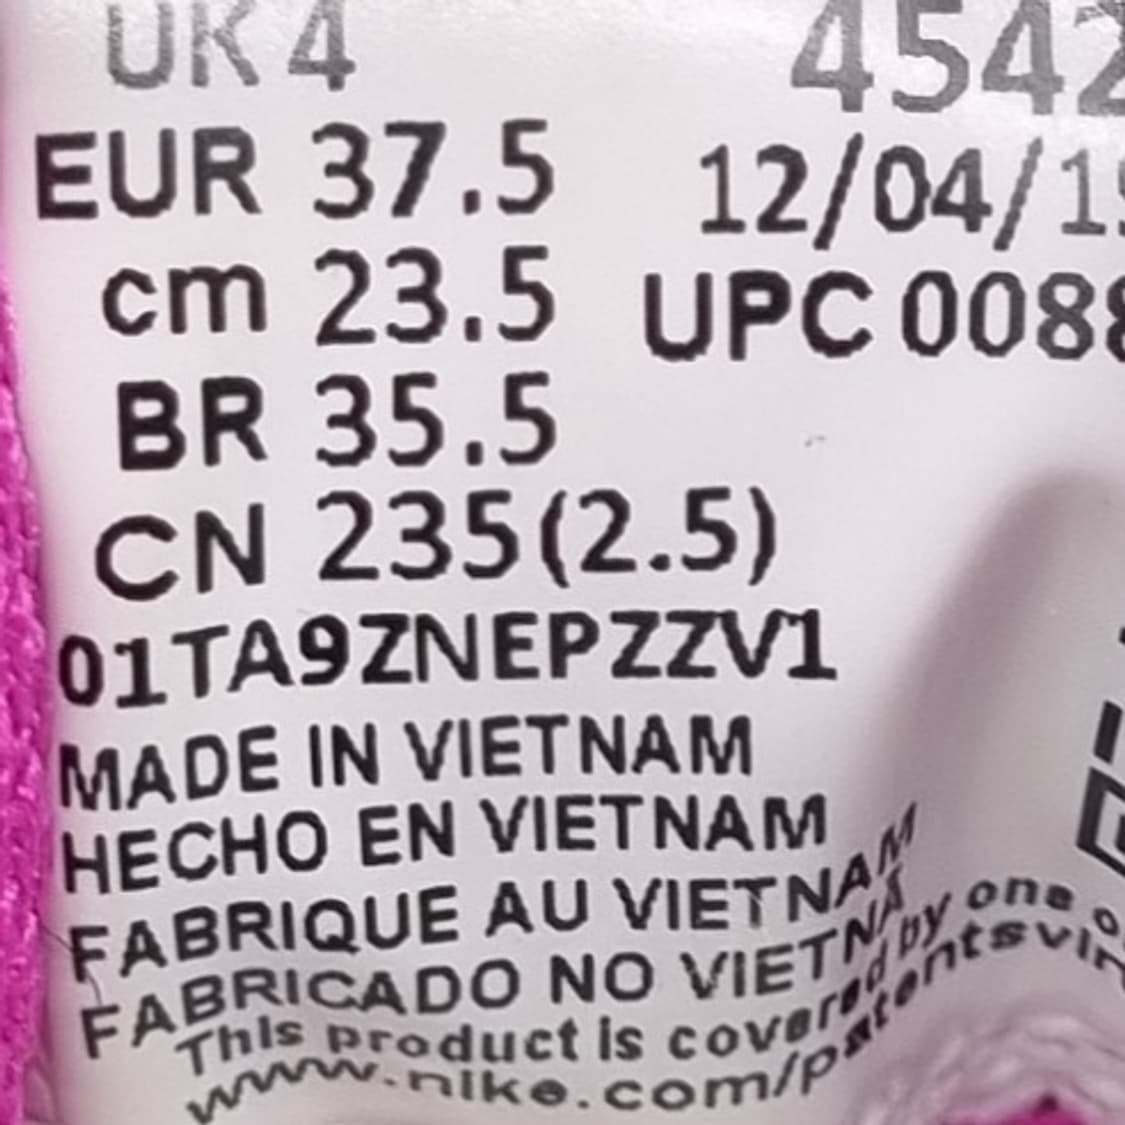 UK 4
4542
EUR 37.5
12/04/19
cm 23.5
UPC 0088
BR 35.5
CN 235(2.5)
01TA9ZNEPZZV1
MADE IN VIETNAM
HECHO EN VIETNAM
FABRIQUE AU VIETNAM
FABRICADO NO VIETNA
This product is covered by one o
www.nike.com/patentsvir